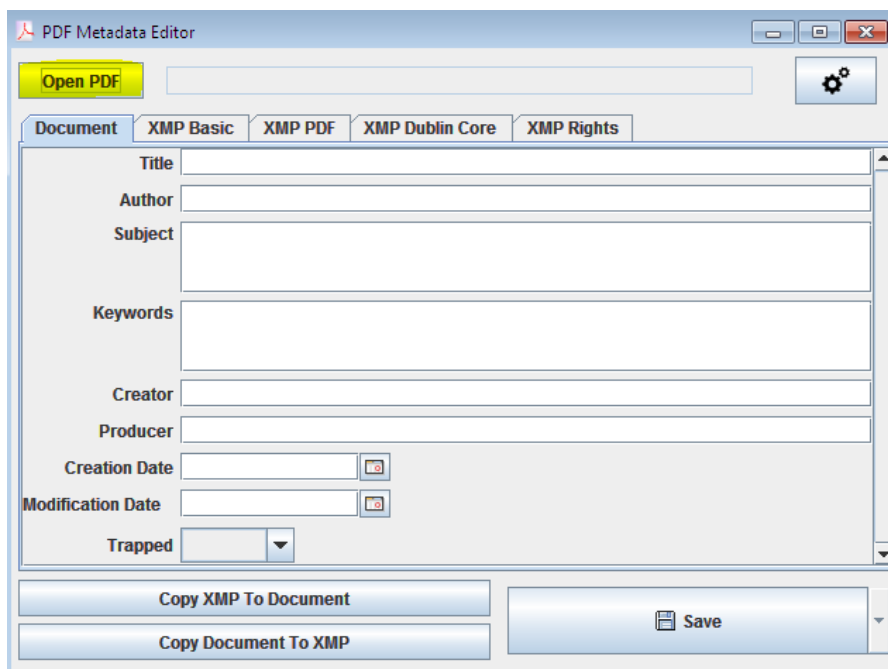 PDF Metadata Editor
Open PDF
Document XMP Basic XMP PDF XMP Dublin Core XMP Rights
Title
Author
Subject
Keywords
Creator
Producer
Creation Date
Modification Date
Trapped
Copy XMP To Document
Save
Copy Document To XMP